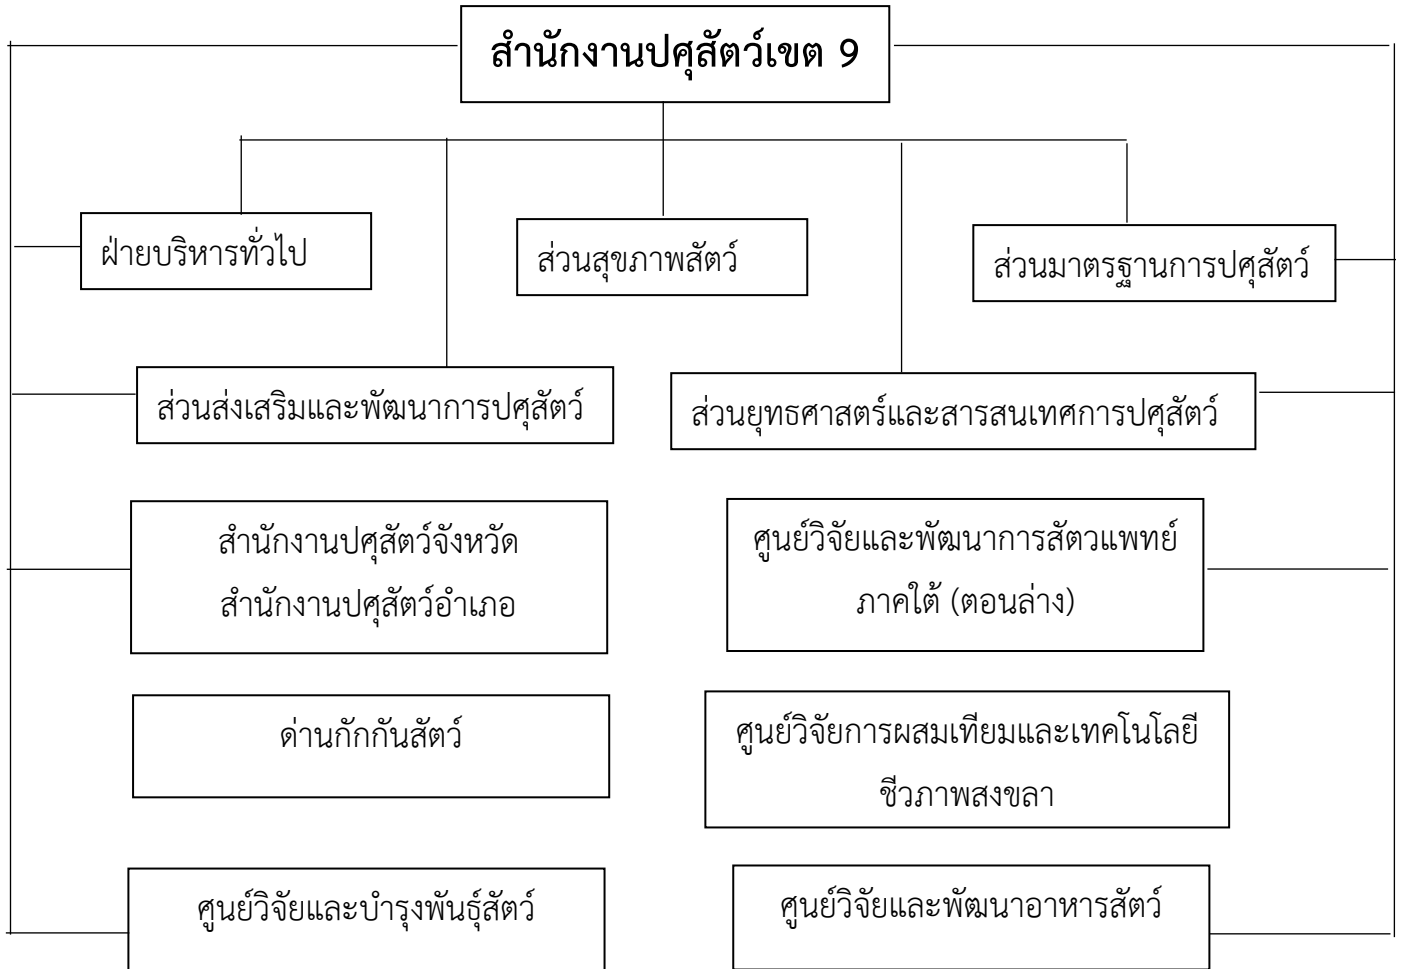 สำนักงานปศุสัตว์เขต 9
ฝ่ายบริหารทั่วไป
ส่วนสุขภาพสัตว์
ส่วนมาตรฐานการปศุสัตว์
ส่วนส่งเสริมและพัฒนาการปศุสัตว์
ส่วนยุทธศาสตร์และสารสนเทศการปศุสัตว์
สำนักงานปศุสัตว์จังหวัด
สำนักงานปศุสัตว์อำเภอ
ศูนย์วิจัยและพัฒนาการสัตวแพทย์
ภาคใต้ (ตอนล่าง)
ด่านกักกันสัตว์
ศูนย์วิจัยการผสมเทียมและเทคโนโลยี
ชีวภาพสงขลา
ศูนย์วิจัยและบำรุงพันธุ์สัตว์
ศูนย์วิจัยและพัฒนาอาหารสัตว์